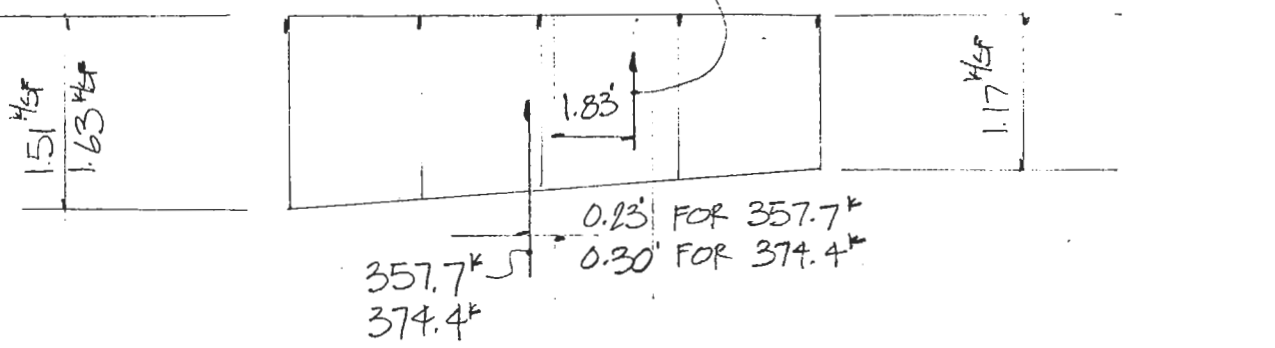 1.51 k/SF
1.63 k/SF
1.83'
1.17 k/SF
0.23' FOR 357.7ᵏ
0.30' FOR 374.4ᵏ
357.7ᵏ
374.4ᵏ